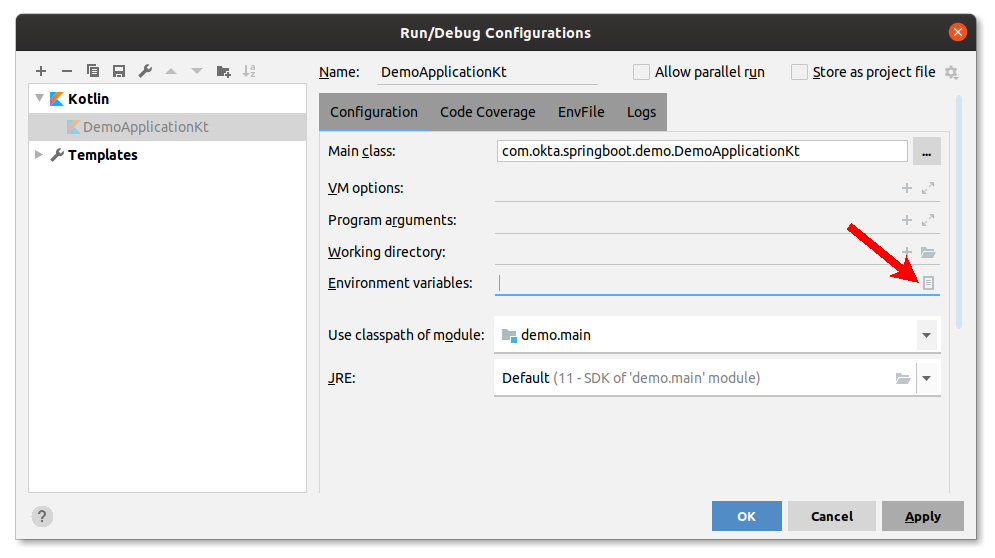 Run/Debug Configurations
Name: DemoApplicationKt Allow parallel run Store as project file
Kotlin
DemoApplicationKt
Templates
Configuration Code Coverage EnvFile Logs
Main class: com.okta.springboot.demo.DemoApplicationKt ...
VM options:
Program arguments:
Working directory:
Environment variables:
Use classpath of module: demo.main
JRE: Default (11 - SDK of 'demo.main' module)
? OK Cancel Apply